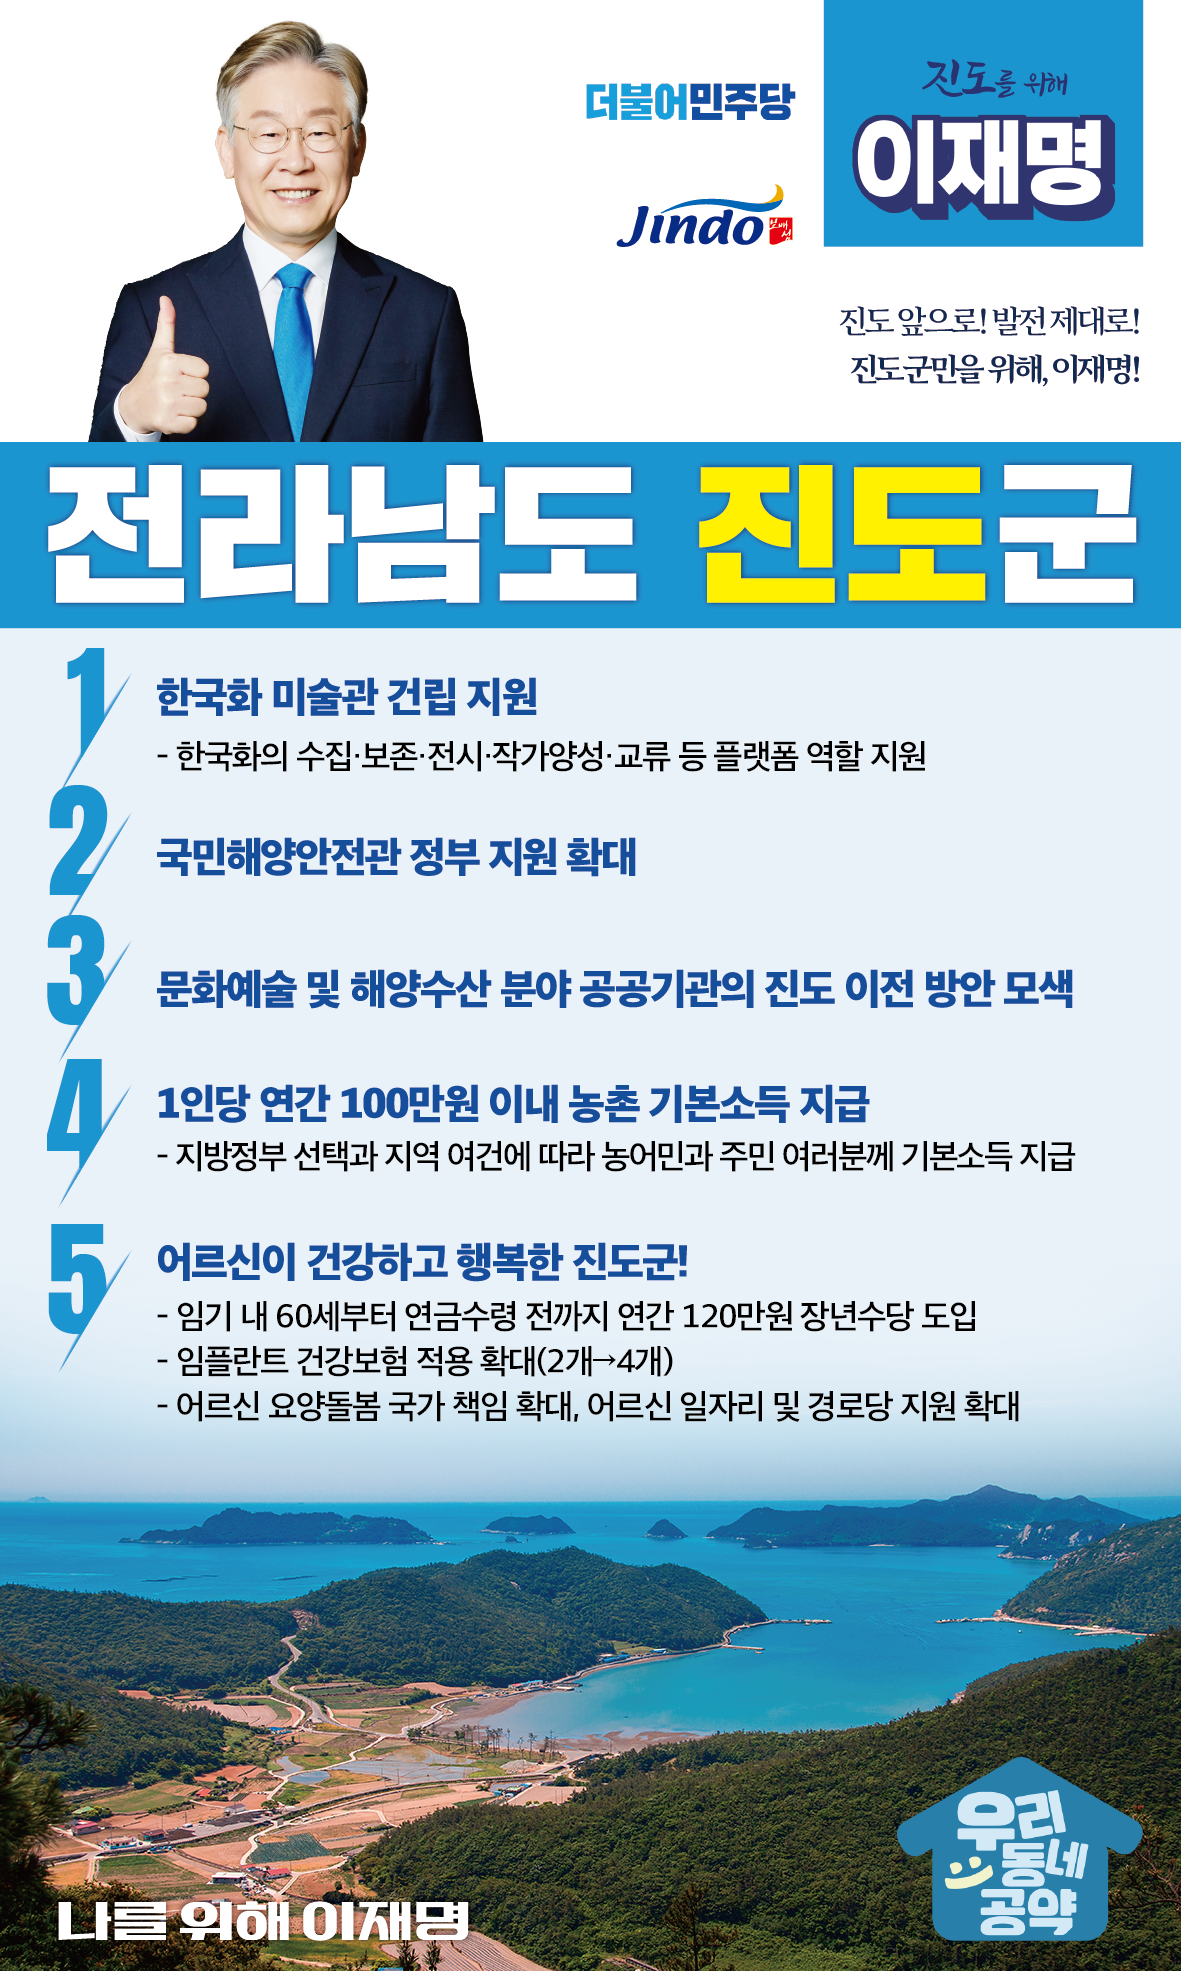 더불어민주당
진도를 위해
이재명
Jindo
보배섬
진도 앞으로! 발전 제대로!
진도군민을 위해, 이재명!
전라남도 진도군
1
한국화 미술관 건립 지원
- 한국화의 수집·보존·전시·작가양성·교류 등 플랫폼 역할 지원
2
국민해양안전관 정부 지원 확대
3
문화예술 및 해양수산 분야 공공기관의 진도 이전 방안 모색
4
1인당 연간 100만원 이내 농촌 기본소득 지급
- 지방정부 선택과 지역 여건에 따라 농어민과 주민 여러분께 기본소득 지급
5
어르신이 건강하고 행복한 진도군!
- 임기 내 60세부터 연금수령 전까지 연간 120만원 장년수당 도입
- 임플란트 건강보험 적용 확대(2개→4개)
- 어르신 요양돌봄 국가 책임 확대, 어르신 일자리 및 경로당 지원 확대
우리
동네
공약
나를 위해 이재명